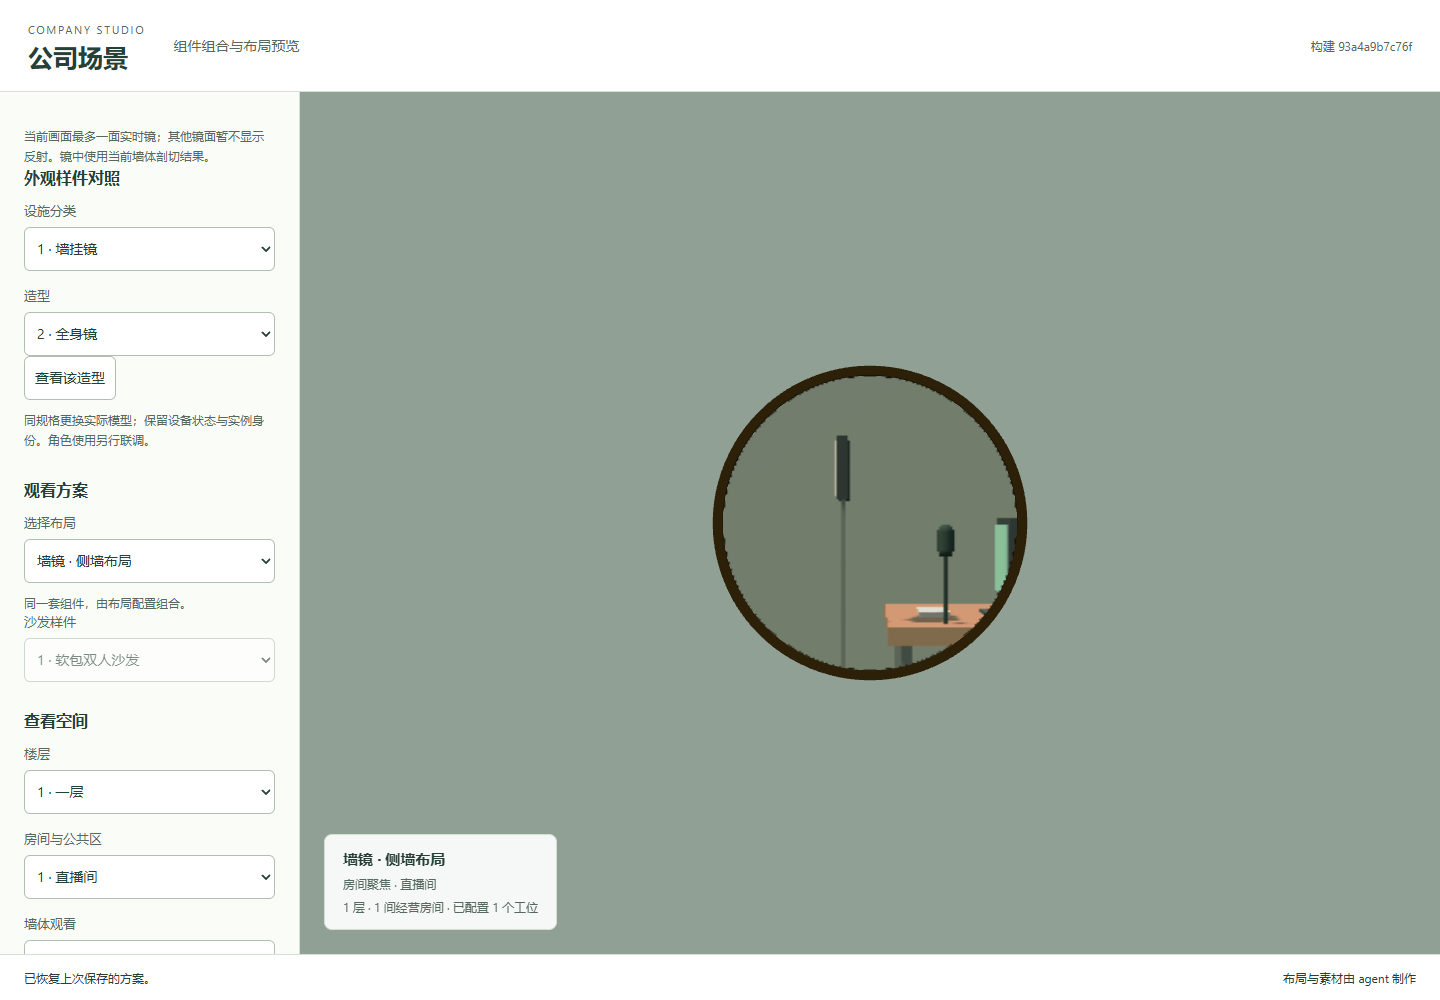 COMPANY STUDIO
公司场景
组件组合与布局预览
构建 93a4a9b7c76f
当前画面最多一面实时镜；其他镜面暂不显示
反射。镜中使用当前墙体剖切结果。
外观样件对照
设施分类
1 · 墙挂镜
造型
2 · 全身镜
查看该造型
同规格更换实际模型；保留设备状态与实例身
份。角色使用另行联调。
观看方案
选择布局
墙镜 · 侧墙布局
同一套组件，由布局配置组合。
沙发样件
1 · 软包双人沙发
查看空间
楼层
1 · 一层
房间与公共区
1 · 直播间
墙体观看
墙镜 · 侧墙布局
房间聚焦 · 直播间
1 层 · 1 间经营房间 · 已配置 1 个工位
已恢复上次保存的方案。
布局与素材由 agent 制作